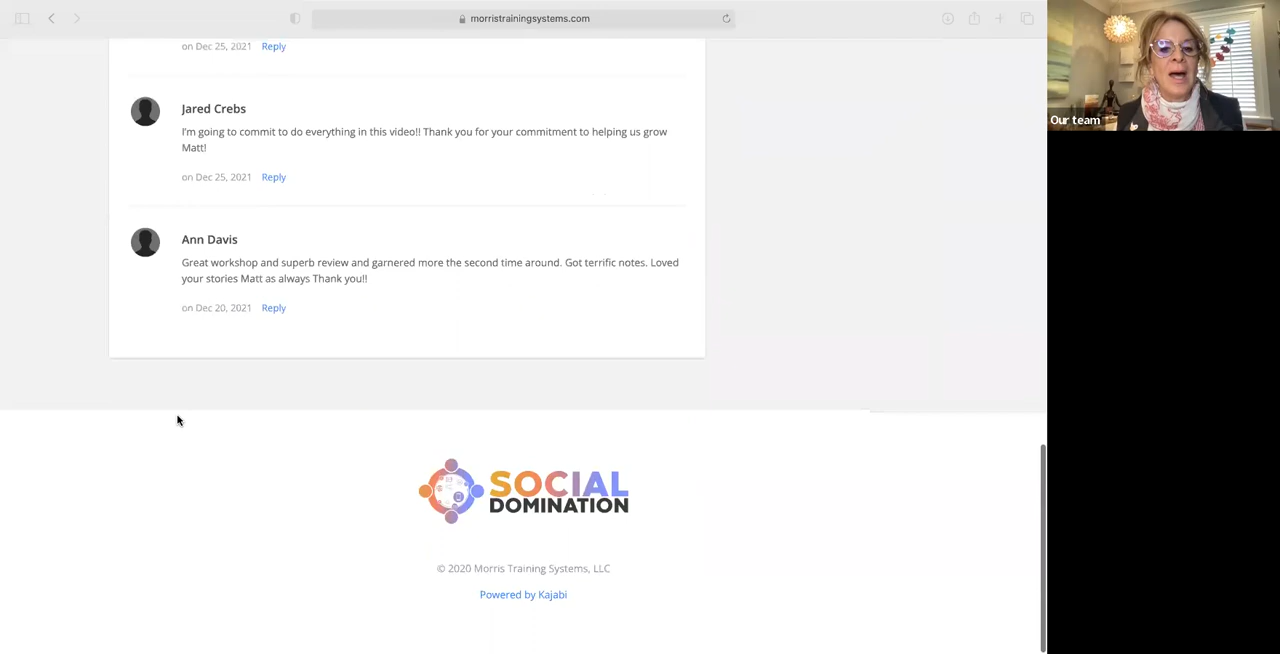 morristrainingsystems.com
on Dec 25, 2021 Reply
Jared Crebs
I'm going to commit to do everything in this video!! Thank you for your commitment to helping us grow
Matt!
on Dec 25, 2021 Reply
Ann Davis
Great workshop and superb review and garnered more the second time around. Got terrific notes. Loved
your stories Matt as always Thank you!!
on Dec 20, 2021 Reply
SOCIAL
DOMINATION
© 2020 Morris Training Systems, LLC
Powered by Kajabi
Our team